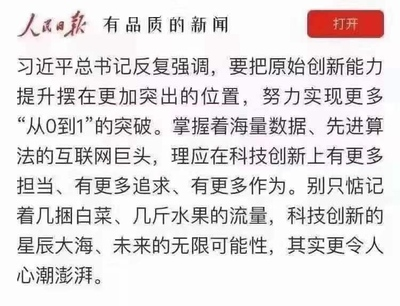 人民日报 有品质的新闻 打开
习近平总书记反复强调，要把原始创新能力
提升摆在更加突出的位置，努力实现更多
“从0到1”的突破。掌握着海量数据、先进算
法的互联网巨头，理应在科技创新上有更多
担当、有更多追求、有更多作为。别只惦记
着几捆白菜、几斤水果的流量，科技创新的
星辰大海、未来的无限可能性，其实更令人
心潮澎湃。